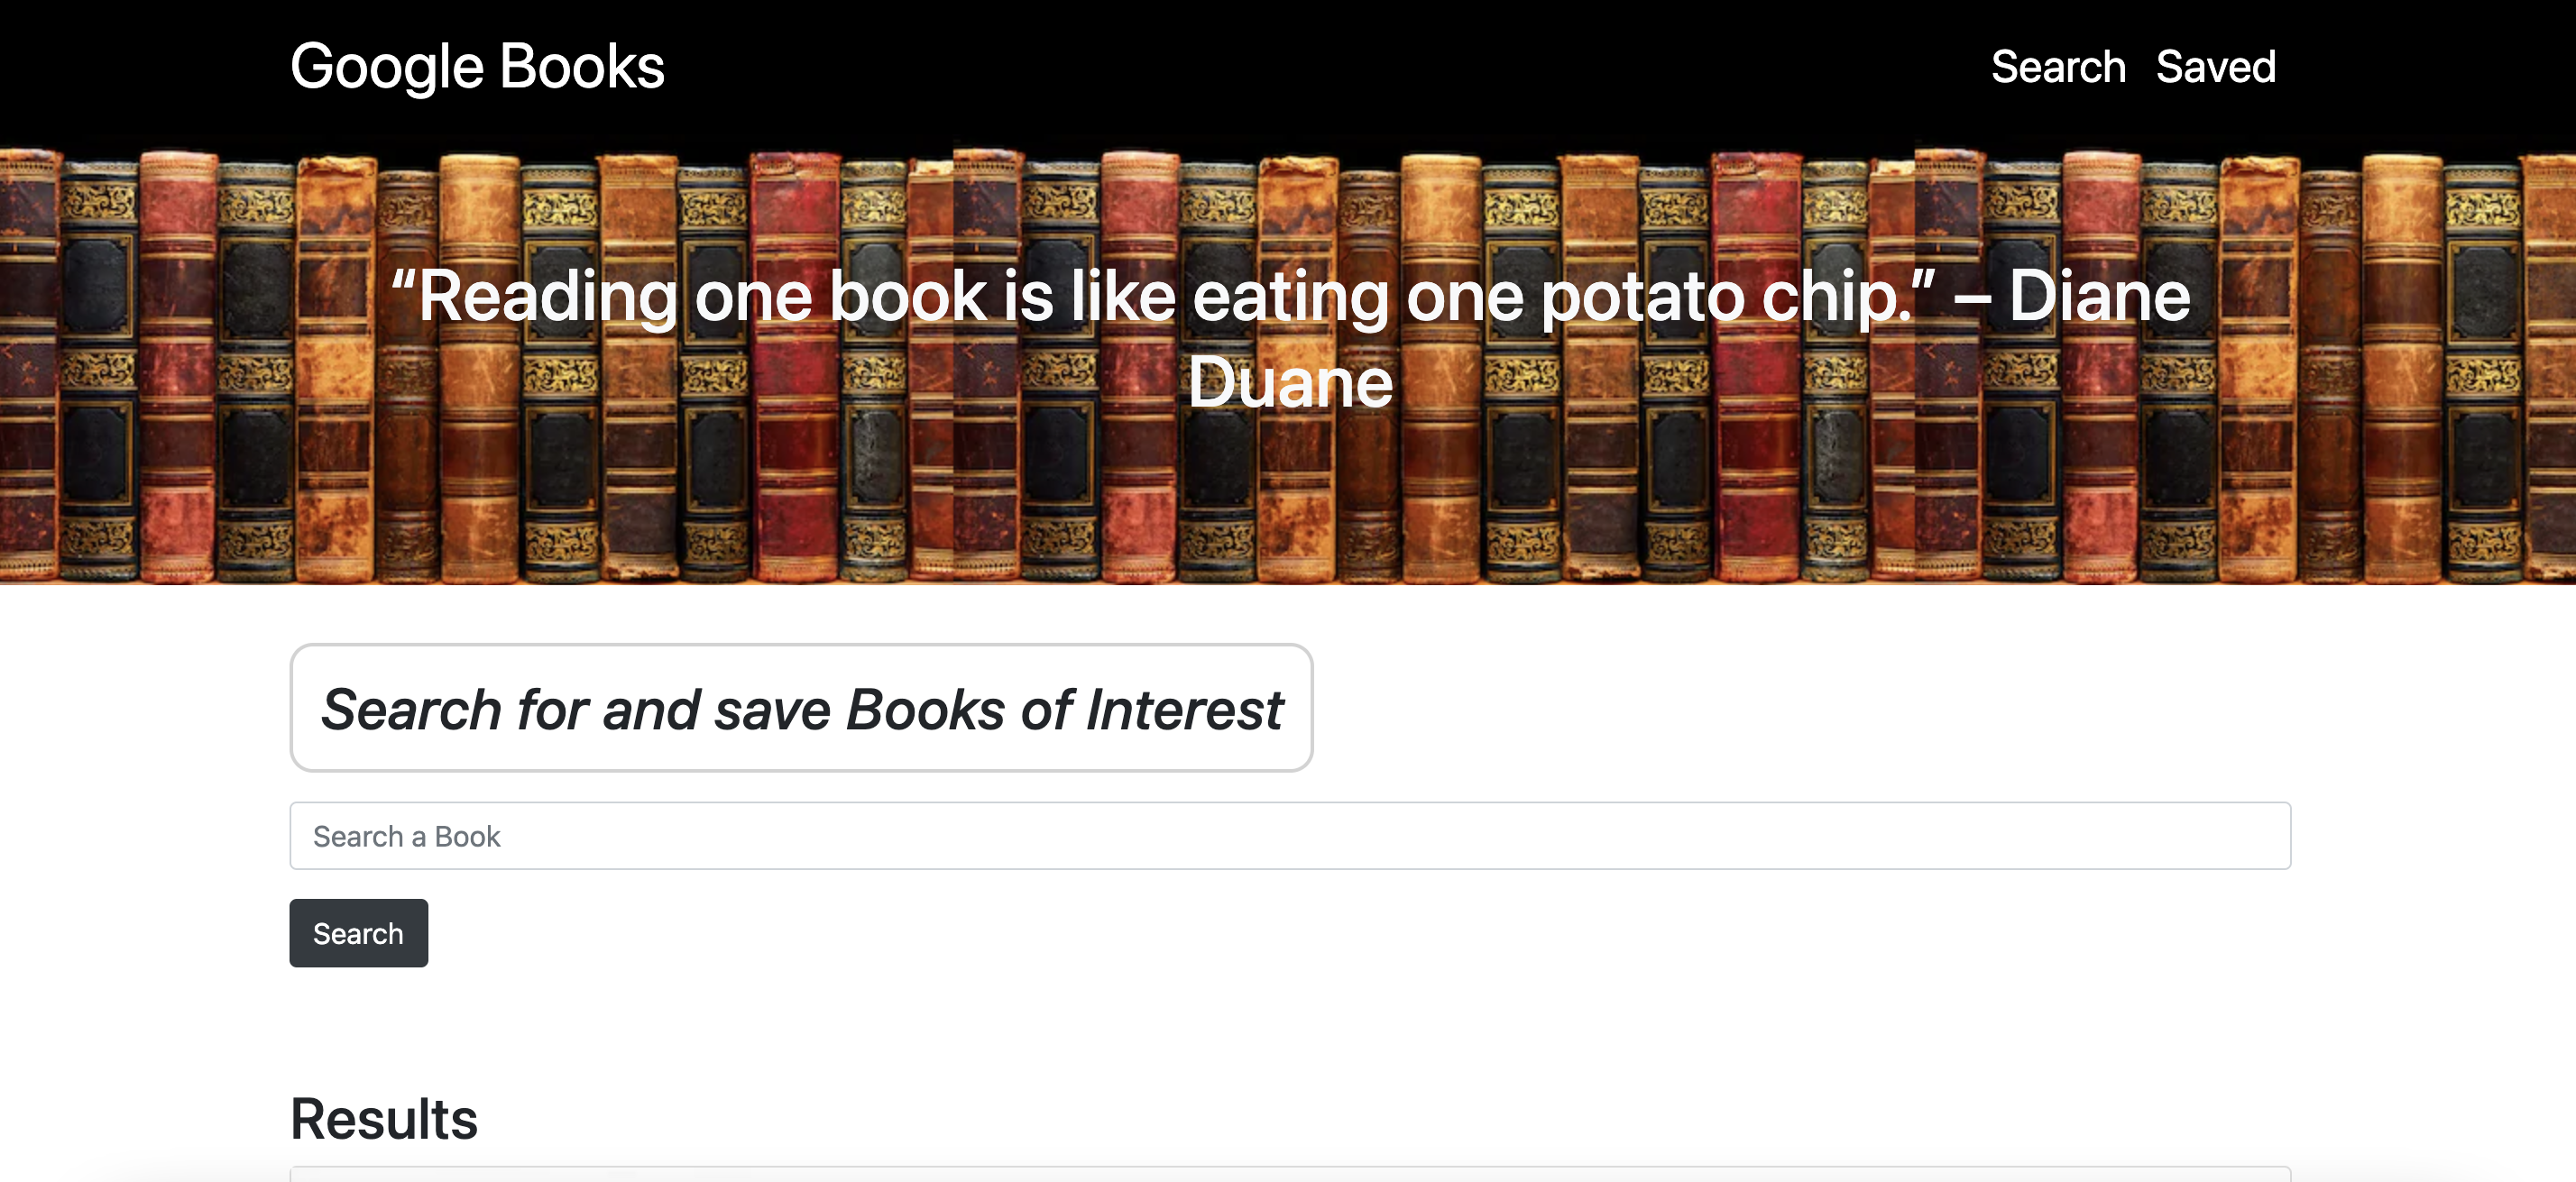 Google Books
Search Saved
“Reading one book is like eating one potato chip.” – Diane
Duane
Search for and save Books of Interest
Search a Book
Search
Results